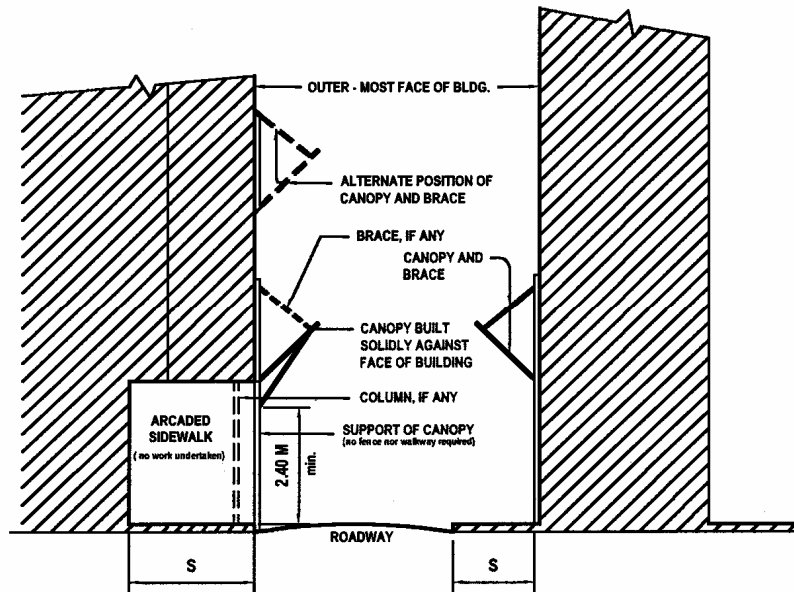 OUTER - MOST FACE OF BLDG.
ALTERNATE POSITION OF
CANOPY AND BRACE
BRACE, IF ANY
CANOPY AND
BRACE
CANOPY BUILT
SOLIDLY AGAINST
FACE OF BUILDING
COLUMN, IF ANY
ARCADED
SIDEWALK
( no work undertaken)
SUPPORT OF CANOPY
(no fence nor walkway required)
2.40 M
min.
ROADWAY
S
S